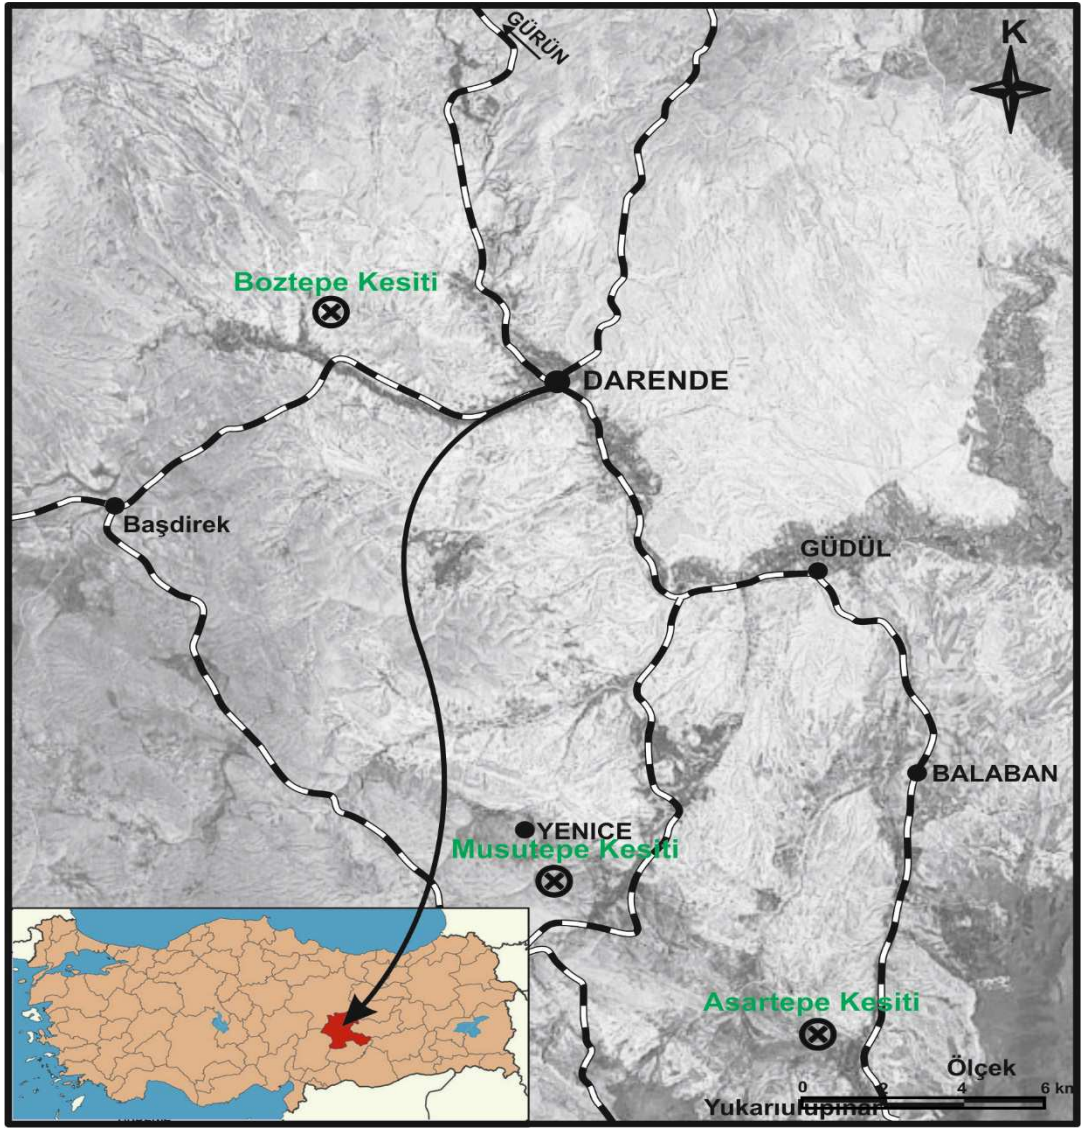 GÜRÜN
K
Boztepe Kesiti
DARENDE
Başdirek
GÜDÜL
BALABAN
YENICE
Musutepe Kesiti
Asartepe Kesiti
Ölçek
0 2 4 6 km
Yukarıulupınar